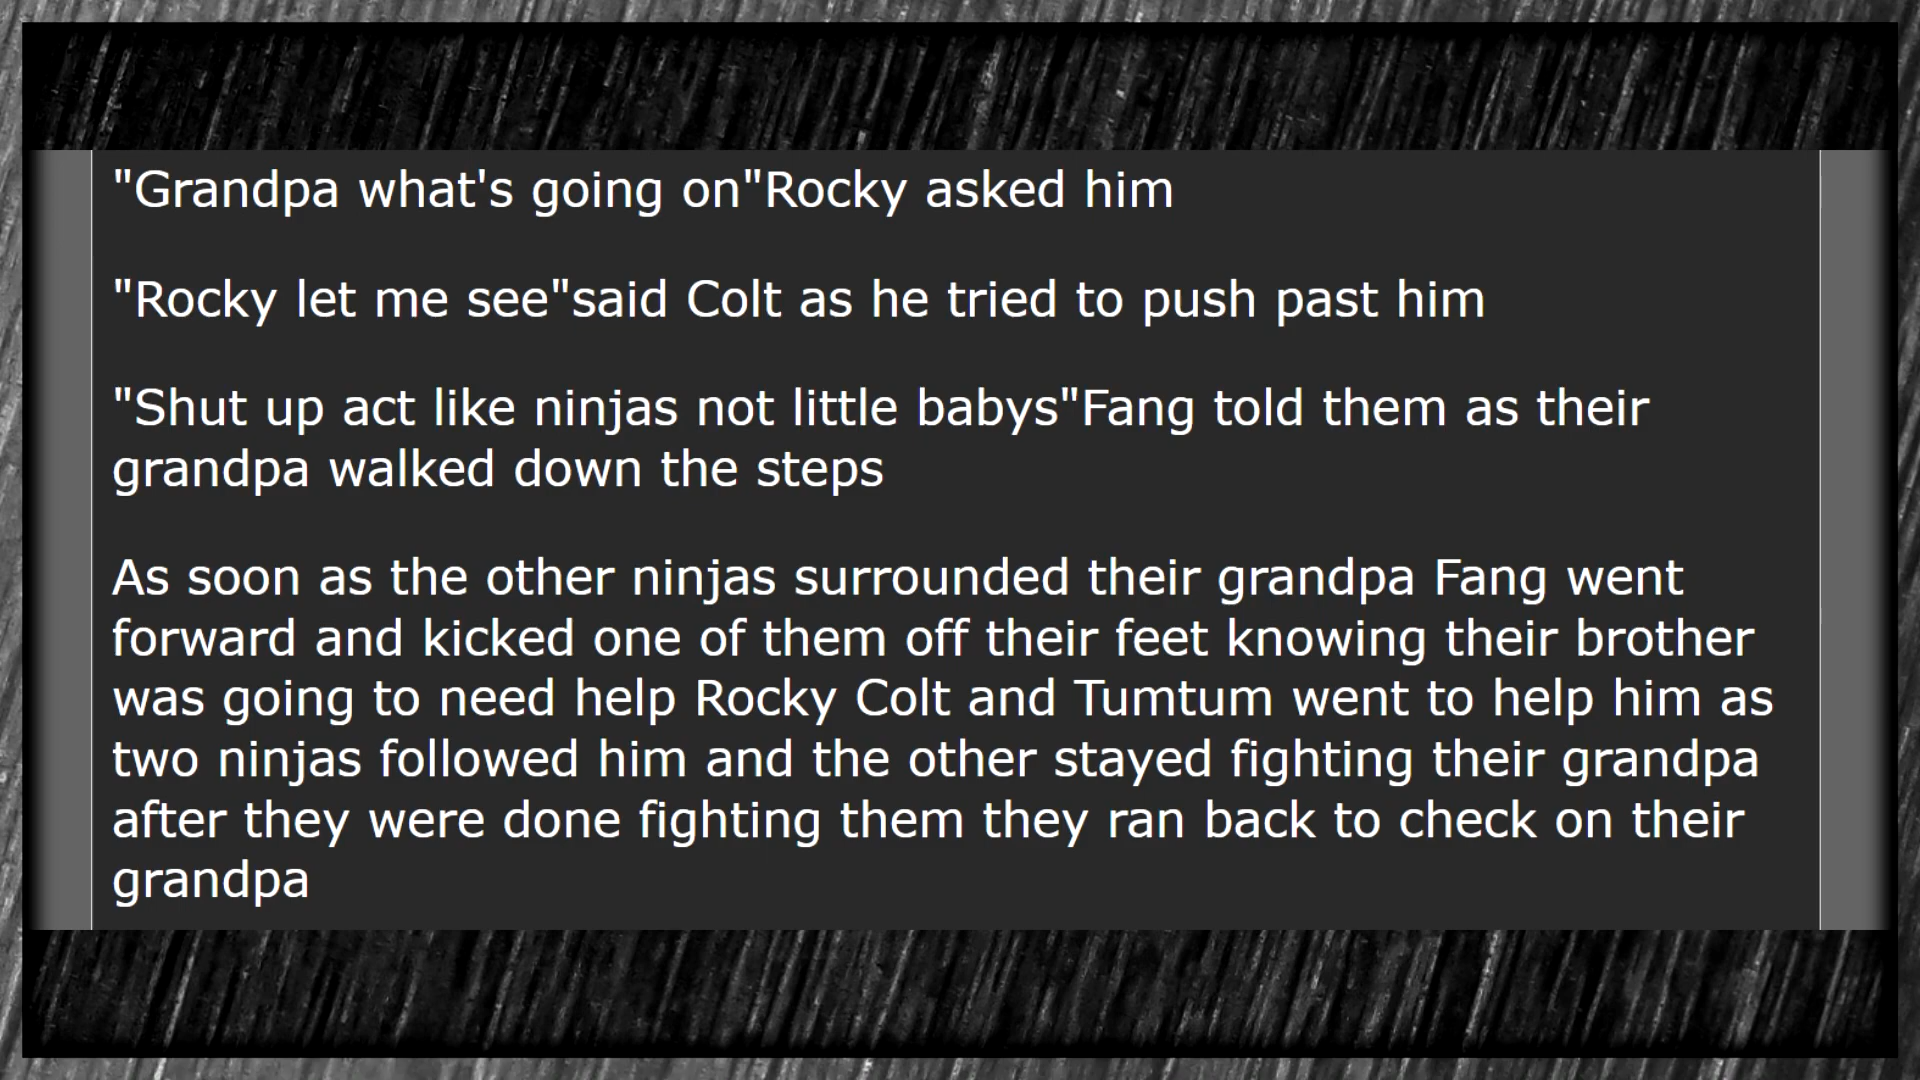 "Grandpa what's going on"Rocky asked him
"Rocky let me see"said Colt as he tried to push past him
"Shut up act like ninjas not little babys"Fang told them as their
grandpa walked down the steps
As soon as the other ninjas surrounded their grandpa Fang went
forward and kicked one of them off their feet knowing their brother
was going to need help Rocky Colt and Tumtum went to help him as
two ninjas followed him and the other stayed fighting their grandpa
after they were done fighting them they ran back to check on their
grandpa